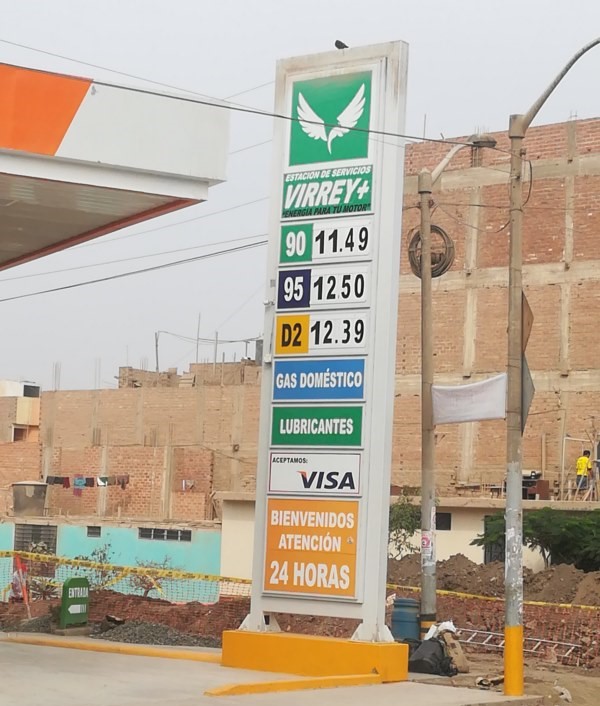 ESTACION DE SERVICIOS
VIRREY+
"ENERGÍA PARA TU MOTOR"
90 11.49
95 12.50
D2 12.39
GAS DOMÉSTICO
LUBRICANTES
ACEPTAMOS:
VISA
BIENVENIDOS
ATENCIÓN
24 HORAS
ENTRADA